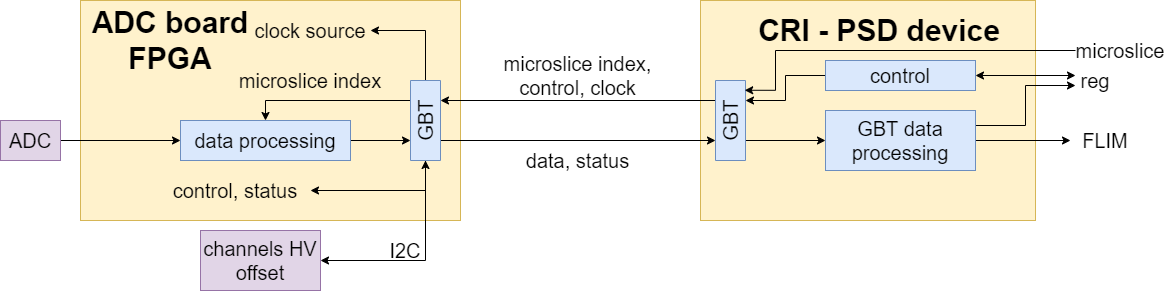 ADC board
FPGA
clock source
microslice index
ADC
data processing
GBT
control, status
channels HV
offset
I2C
microslice index,
control, clock
data, status
CRI - PSD device
GBT
control
GBT data
processing
microslice
reg
FLIM